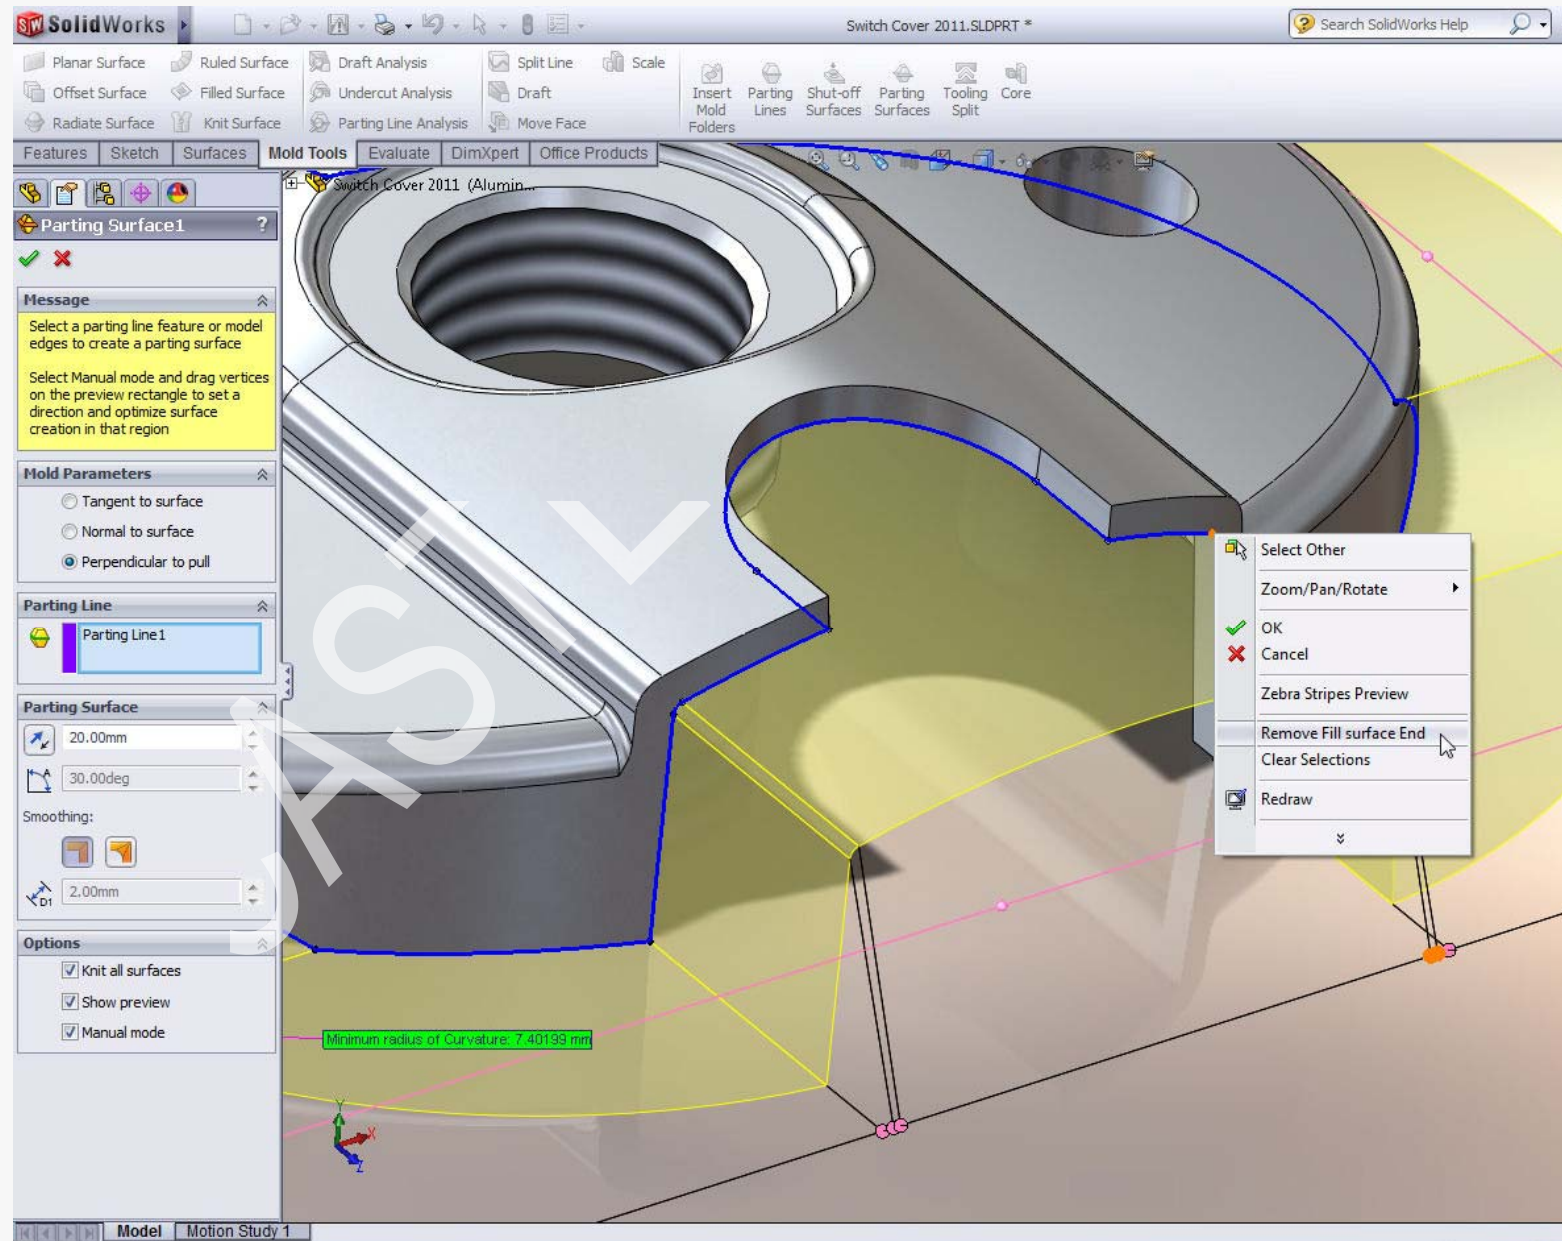 SolidWorks
Switch Cover 2011.SLDPRT *
Search SolidWorks Help
Planar Surface
Ruled Surface
Draft Analysis
Split Line
Scale
Offset Surface
Filled Surface
Undercut Analysis
Draft
Radiate Surface
Knit Surface
Parting Line Analysis
Move Face
Insert
Mold
Folders
Parting
Lines
Shut-off
Surfaces
Parting
Surfaces
Tooling
Split
Core
Features
Sketch
Surfaces
Mold Tools
Evaluate
DimXpert
Office Products
Switch Cover 2011 (Alumin...
Parting Surface1
?
Message
Select a parting line feature or model
edges to create a parting surface
Select Manual mode and drag vertices
on the preview rectangle to set a
direction and optimize surface
creation in that region
Mold Parameters
Tangent to surface
Normal to surface
Perpendicular to pull
Parting Line
Parting Line1
Parting Surface
20.00mm
30.00deg
Smoothing:
D1
2.00mm
Options
Knit all surfaces
Show preview
Manual mode
Select Other
Zoom/Pan/Rotate
OK
Cancel
Zebra Stripes Preview
Remove Fill surface End
Clear Selections
Redraw
Minimum radius of Curvature: 7.40199 mm
Y
X
Z
Model
Motion Study 1